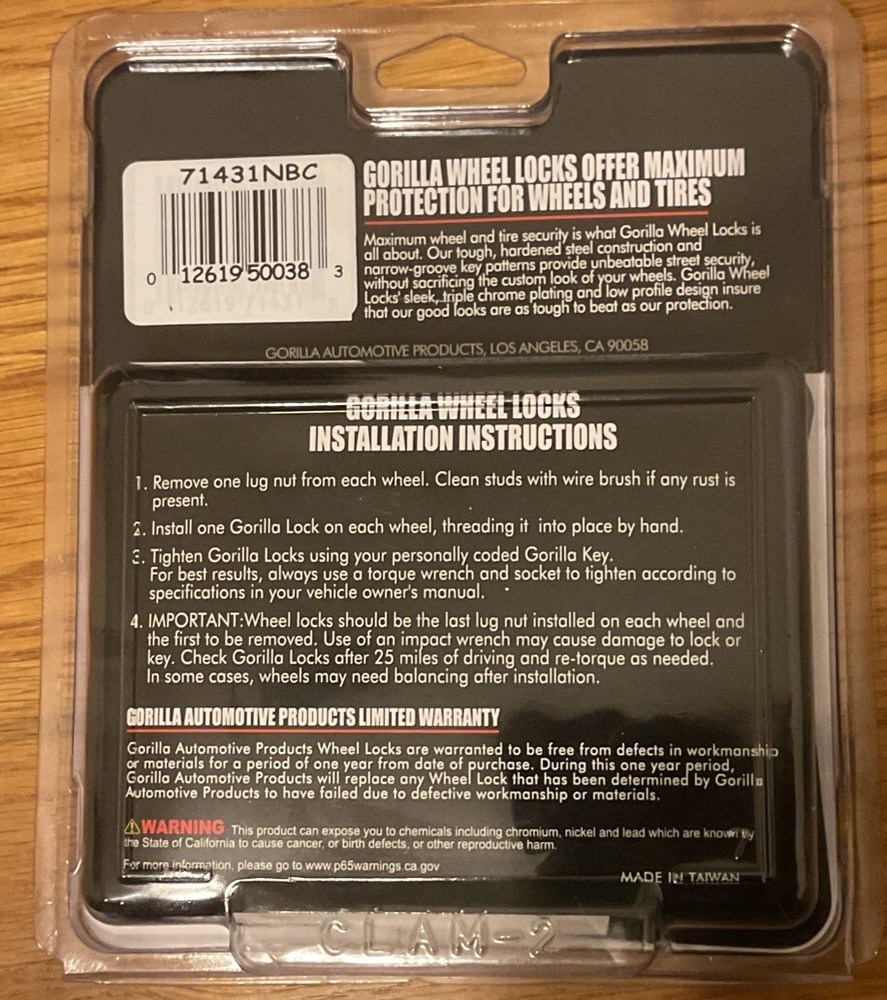 71431NBC
0 12619 50038 3
GORILLA WHEEL LOCKS OFFER MAXIMUM
PROTECTION FOR WHEELS AND TIRES
Maximum wheel and tire security is what Gorilla Wheel Locks is
all about. Our tough, hardened steel construction and
narrow-groove key patterns provide unbeatable street security,
without sacrificing the custom look of your wheels. Gorilla Wheel
Locks' sleek, triple chrome plating and low profile design insure
that our good looks are as tough to beat as our protection.
GORILLA AUTOMOTIVE PRODUCTS, LOS ANGELES, CA 90058
GORILLA WHEEL LOCKS
INSTALLATION INSTRUCTIONS
1. Remove one lug nut from each wheel. Clean studs with wire brush if any rust is
present.
2. Install one Gorilla Lock on each wheel, threading it into place by hand.
3. Tighten Gorilla Locks using your personally coded Gorilla Key.
For best results, always use a torque wrench and socket to tighten according to
specifications in your vehicle owner's manual.
4. IMPORTANT:Wheel locks should be the last lug nut installed on each wheel and
the first to be removed. Use of an impact wrench may cause damage to lock or
key. Check Gorilla Locks after 25 miles of driving and re-torque as needed.
In some cases, wheels may need balancing after installation.
GORILLA AUTOMOTIVE PRODUCTS LIMITED WARRANTY
Gorilla Automotive Products Wheel Locks are warranted to be free from defects in workmanship
or materials for a period of one year from date of purchase. During this one year period,
Gorilla Automotive Products will replace any Wheel Lock that has been determined by Gorilla
Automotive Products to have failed due to defective workmanship or materials.
⚠WARNING This product can expose you to chemicals including chromium, nickel and lead which are known by
the State of California to cause cancer, or birth defects, or other reproductive harm.
For more information, please go to www.p65warnings.ca.gov
MADE IN TAIWAN
CLAM-2